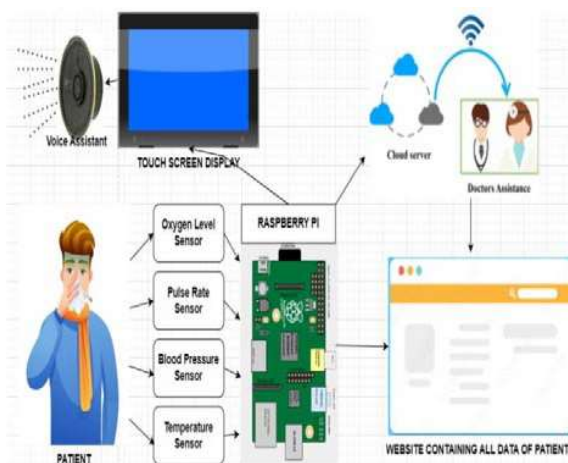 Voice Assistant
TOUCH SCREEN DISPLAY
Cloud server
Doctors Assistance
Oxygen Level
Sensor
RASPBERRY PI
Pulse Rate
Sensor
Blood Pressure
Sensor
Temperature
Sensor
PATIENT
WEBSITE CONTAINING ALL DATA OF PATIENT